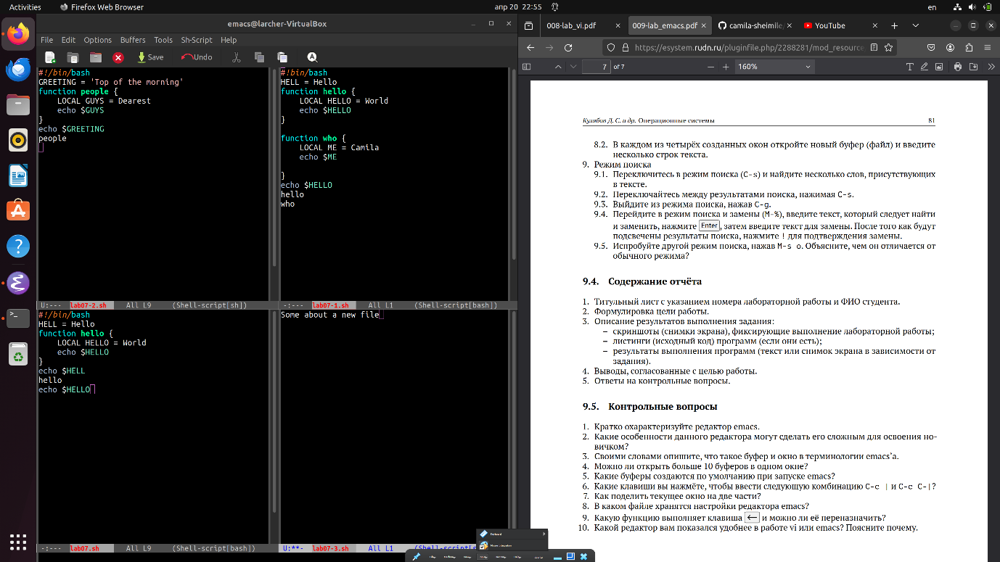 Activities
Firefox Web Browser
апр 20 22:55
en
emacs@larcher-VirtualBox
File Edit Options Buffers Tools Sh-Script Help
Save
Undo
#!/bin/bash
GREETING = 'Top of the morning'
function people {
LOCAL GUYS = Dearest
echo $GUYS
}
echo $GREETING
people
U:--- lab07-2.sh All L9 (Shell-script[sh])
#!bin/bash
HELL = Hello
function hello {
LOCAL HELLO = World
echo $HELLO
}
function who {
LOCAL ME = Camila
echo $ME
}
echo $HELLO
hello
who
-:--- lab07-1.sh All L1 (Shell-script[bash])
#!/bin/bash
HELL = Hello
function hello {
LOCAL HELLO = World
echo $HELLO
}
echo $HELL
hello
echo $HELLO
-:--- lab07.sh All L9 (Shell-script[bash])
Some about a new file
U:**- lab07-3.sh All L1
Keyboard
Mouse Integration
008-lab_vi.pdf
009-lab_emacs.pdf
camila-sheimile/
YouTube
https://esystem.rudn.ru/pluginfile.php/2288281/mod_resource
7 of 7
160%
Кулябов Д. С. и др. Операционные системы 81
8.2. В каждом из четырёх созданных окон откройте новый буфер (файл) и введите
несколько строк текста.
9. Режим поиска
9.1. Переключитесь в режим поиска (C-s) и найдите несколько слов, присутствующих
в тексте.
9.2. Переключайтесь между результатами поиска, нажимая C-s.
9.3. Выйдите из режима поиска, нажав C-g.
9.4. Перейдите в режим поиска и замены (M-%), введите текст, который следует найти
и заменить, нажмите Enter, затем введите текст для замены. После того как будут
подсвечены результаты поиска, нажмите ! для подтверждения замены.
9.5. Испробуйте другой режим поиска, нажав M-s o. Объясните, чем он отличается от
обычного режима?
9.4. Содержание отчёта
1. Титульный лист с указанием номера лабораторной работы и ФИО студента.
2. Формулировка цели работы.
3. Описание результатов выполнения задания:
– скриншоты (снимки экрана), фиксирующие выполнение лабораторной работы;
– листинги (исходный код) программ (если они есть);
– результаты выполнения программ (текст или снимок экрана в зависимости от
задания).
4. Выводы, согласованные с целью работы.
5. Ответы на контрольные вопросы.
9.5. Контрольные вопросы
1. Кратко охарактеризуйте редактор emacs.
2. Какие особенности данного редактора могут сделать его сложным для освоения но-
вичком?
3. Своими словами опишите, что такое буфер и окно в терминологии emacs'а.
4. Можно ли открыть больше 10 буферов в одном окне?
5. Какие буферы создаются по умолчанию при запуске emacs?
6. Какие клавиши вы нажмёте, чтобы ввести следующую комбинацию C-c | и C-c C-|?
7. Как поделить текущее окно на две части?
8. В каком файле хранятся настройки редактора emacs?
9. Какую функцию выполняет клавиша ← и можно ли её переназначить?
10. Какой редактор вам показался удобнее в работе vi или emacs? Поясните почему.